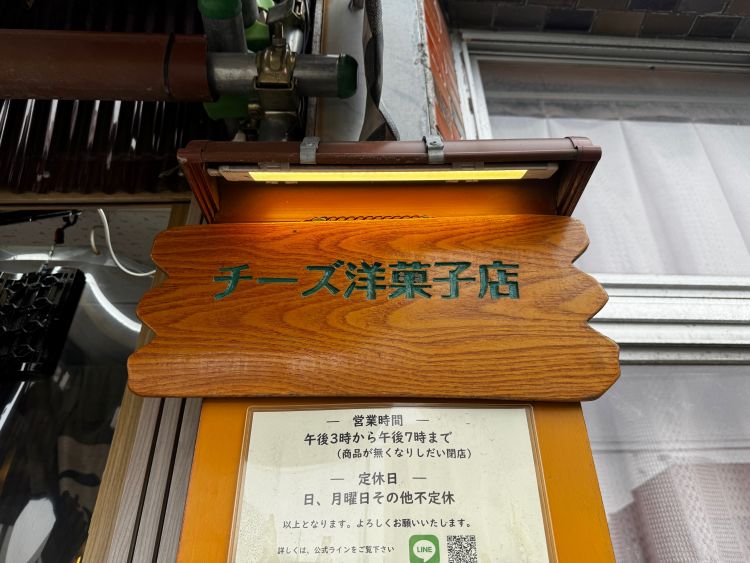 チーズ洋菓子店
― 営業時間 ―
午後3時から午後7時まで
(商品が無くなりしだい閉店)
― 定休日 ―
日、月曜日その他不定休
以上となります。よろしくお願いいたします。
詳しくは、公式ラインをご覧下さい
LINE